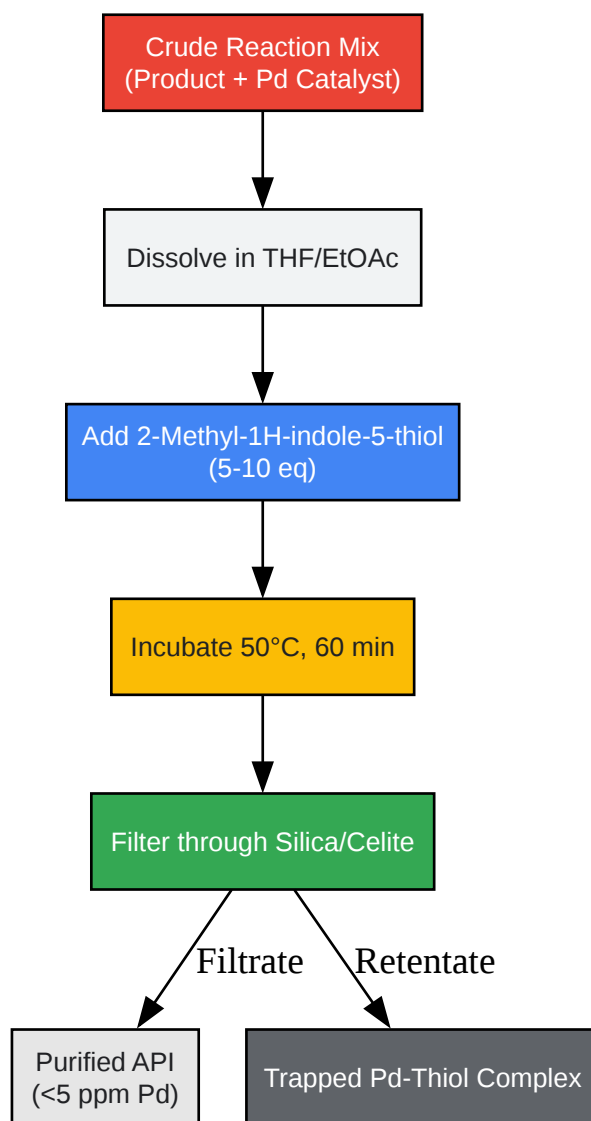 Crude Reaction Mix
(Product + Pd Catalyst)
Dissolve in THF/EtOAc
Add 2-Methyl-1H-indole-5-thiol
(5-10 eq)
Incubate 50°C, 60 min
Filter through Silica/Celite
Filtrate
Retentate
Purified API
(<5 ppm Pd)
Trapped Pd-Thiol Complex